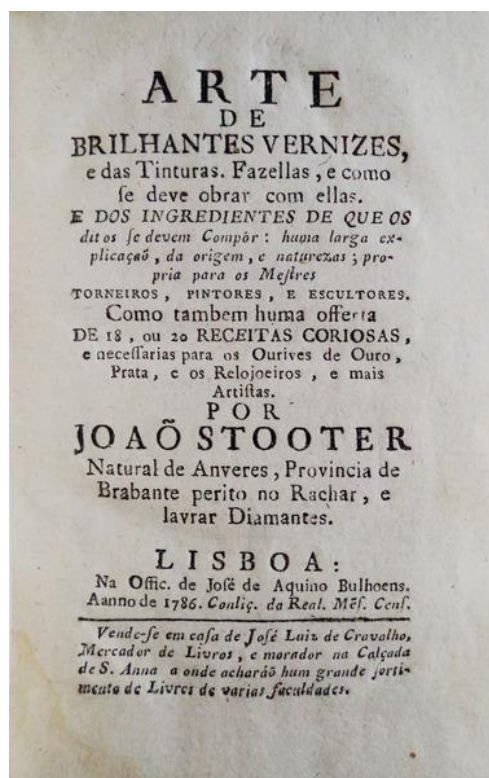 ARTE
DE
BRILHANTES VERNIZES,
e das Tinturas. Fazellas, e como
ſe deve obrar com ellas.
E DOS INGREDIENTES DE QUE OS
ditos ſe devem Compôr: huma larga ex-
plicaçaõ, da origem, e naturezas; pro-
pria para os Meſtres
TORNEIROS, PINTORES, E ESCULTORES.
Como tambem huma offerta
DE 18, ou 20 RECEITAS CORIOSAS,
e neceſſarias para os Ourives de Ouro,
Prata, e os Relojoeiros, e mais
Artiſtas.
POR
JOAÕ STOOTER
Natural de Anveres, Provincia de
Brabante perito no Rachar, e
lavrar Diamantes.
LISBOA:
Na Offic. de Joſé de Aquino Bulhoens.
Aanno de 1786. Conliç. da Real. Mẽſ. Cenſ.
Vende-ſe em caſa de Joſé Luiz de Cravalho,
Mercador de Livros, e morador na Calçada
de S. Anna a onde acharáõ hum grande ſorti-
mento de Livres de varias faculdades.